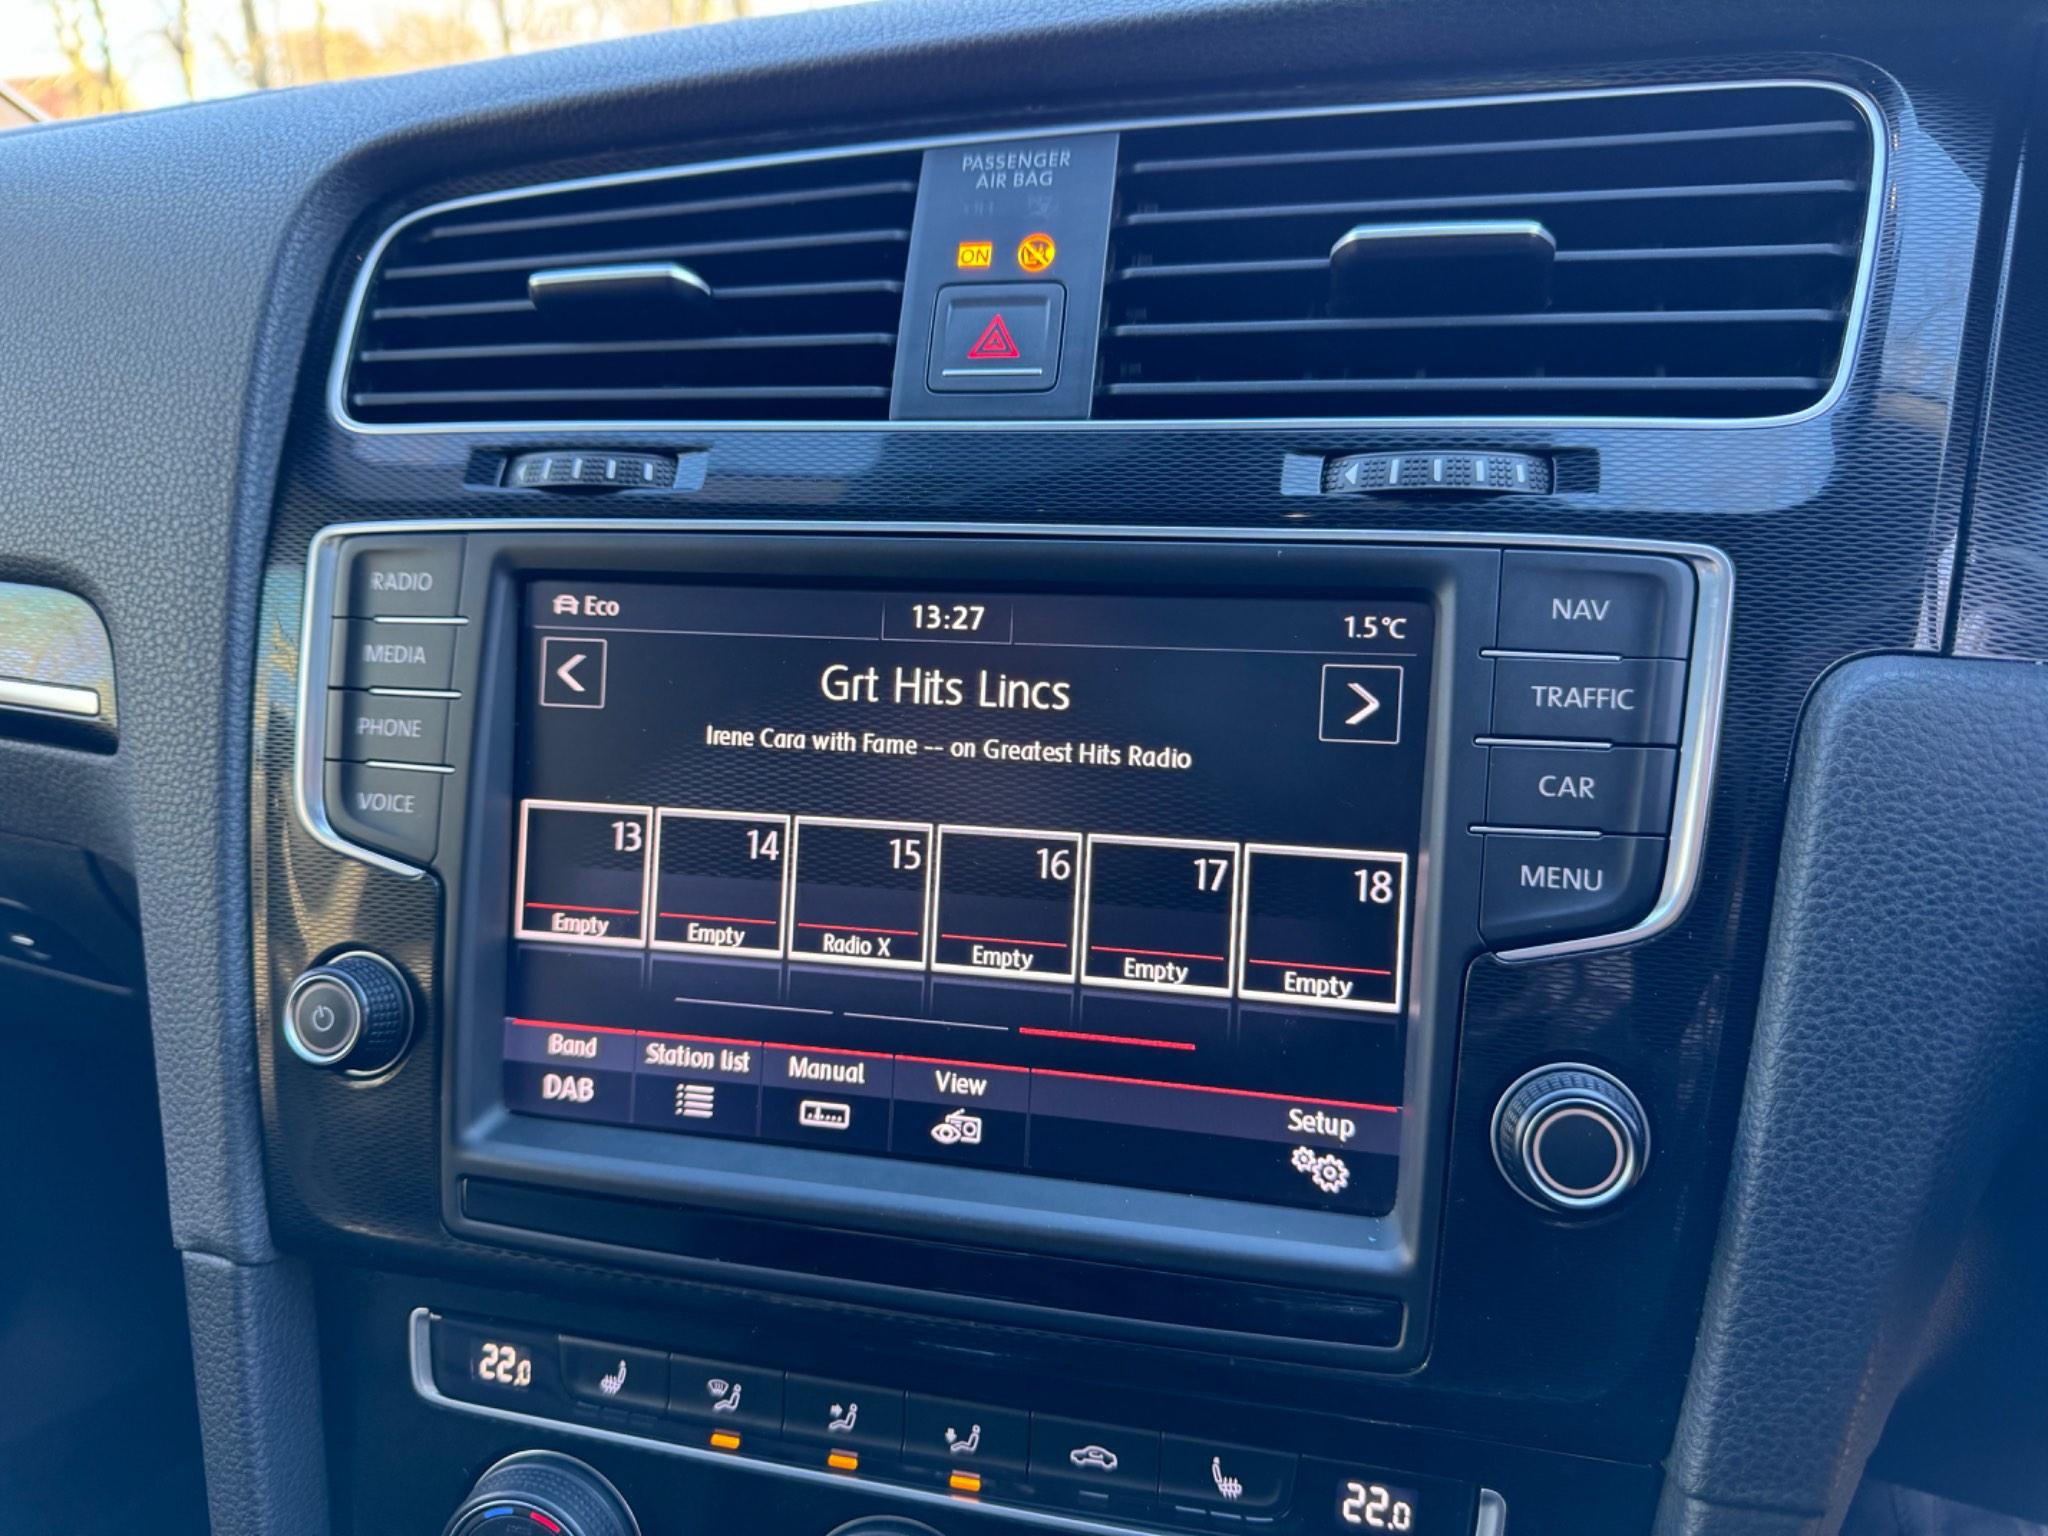 PASSENGER
AIR BAG
ON
RADIO
MEDIA
PHONE
VOICE
Eco
13:27
1.5°C
Grt Hits Lincs
Irene Cara with Fame -- on Greatest Hits Radio
13 14 15 16 17 18
Empty Empty Radio X Empty Empty Empty
Band Station list Manual View Setup
DAB
NAV
TRAFFIC
CAR
MENU
22.0
22.0